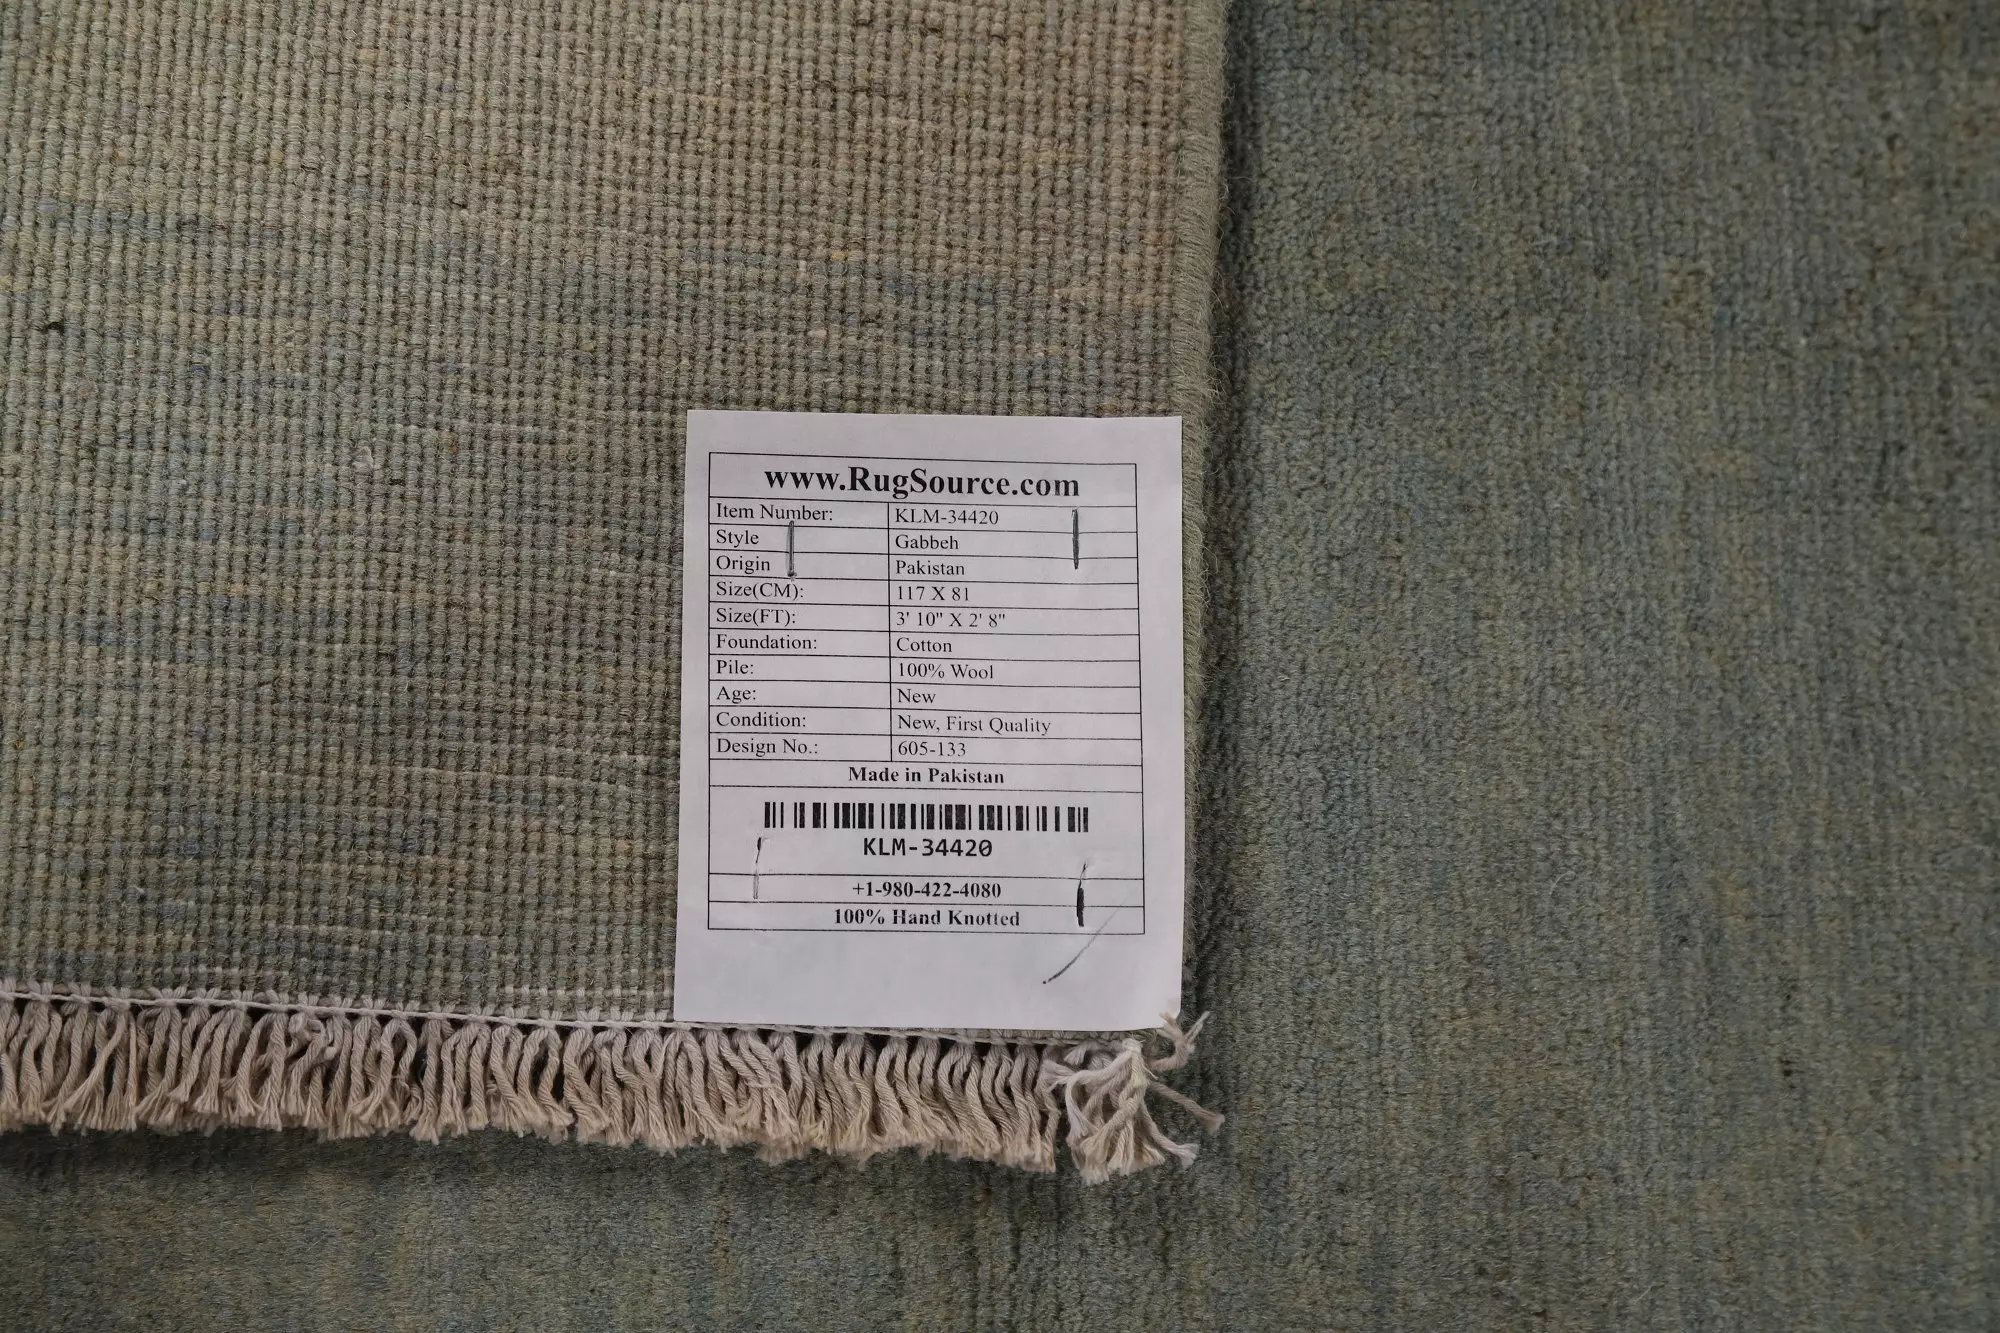 www.RugSource.com
Item Number: KLM-34420
Style Gabbeh
Origin Pakistan
Size(CM): 117 X 81
Size(FT): 3' 10" X 2' 8"
Foundation: Cotton
Pile: 100% Wool
Age: New
Condition: New, First Quality
Design No.: 605-133
Made in Pakistan
KLM-34420
+1-980-422-4080
100% Hand Knotted